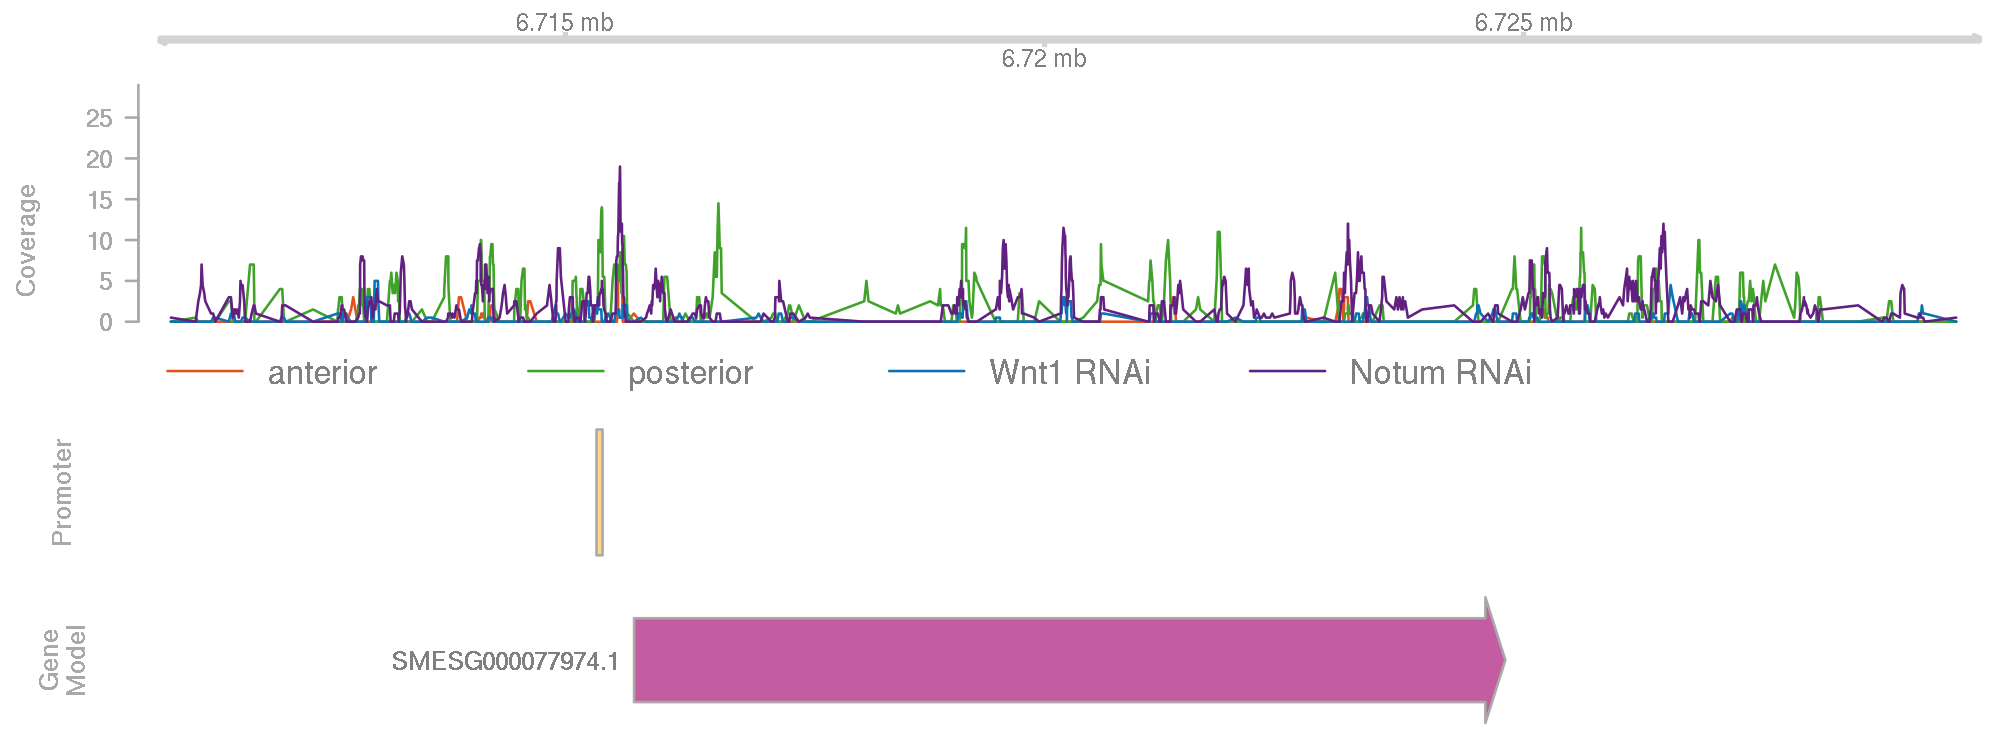 6.715 mb
6.725 mb
6.72 mb
Coverage
25
20
15
10
5
0
anterior
posterior
Wnt1 RNAi
Notum RNAi
Promoter
Gene
Model
SMESG000077974.1